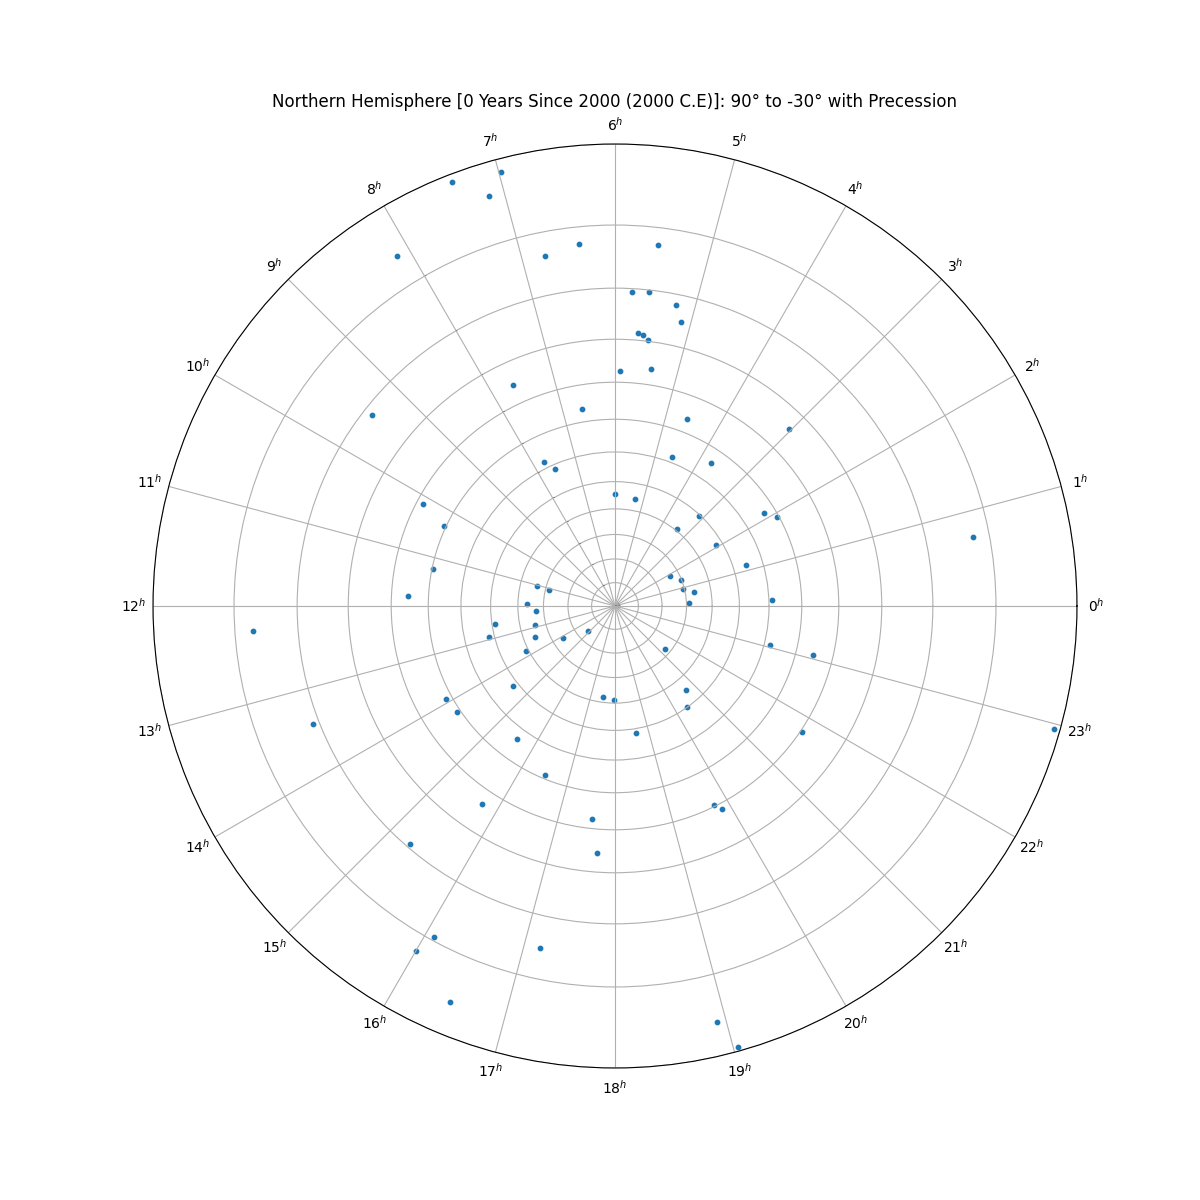 Northern Hemisphere [0 Years Since 2000 (2000 C.E)]: 90° to -30° with Precession
6h
7h
5h
8h
4h
9h
3h
10h
2h
11h
1h
12h
0h
13h
23h
14h
22h
15h
21h
16h
20h
17h
19h
18h